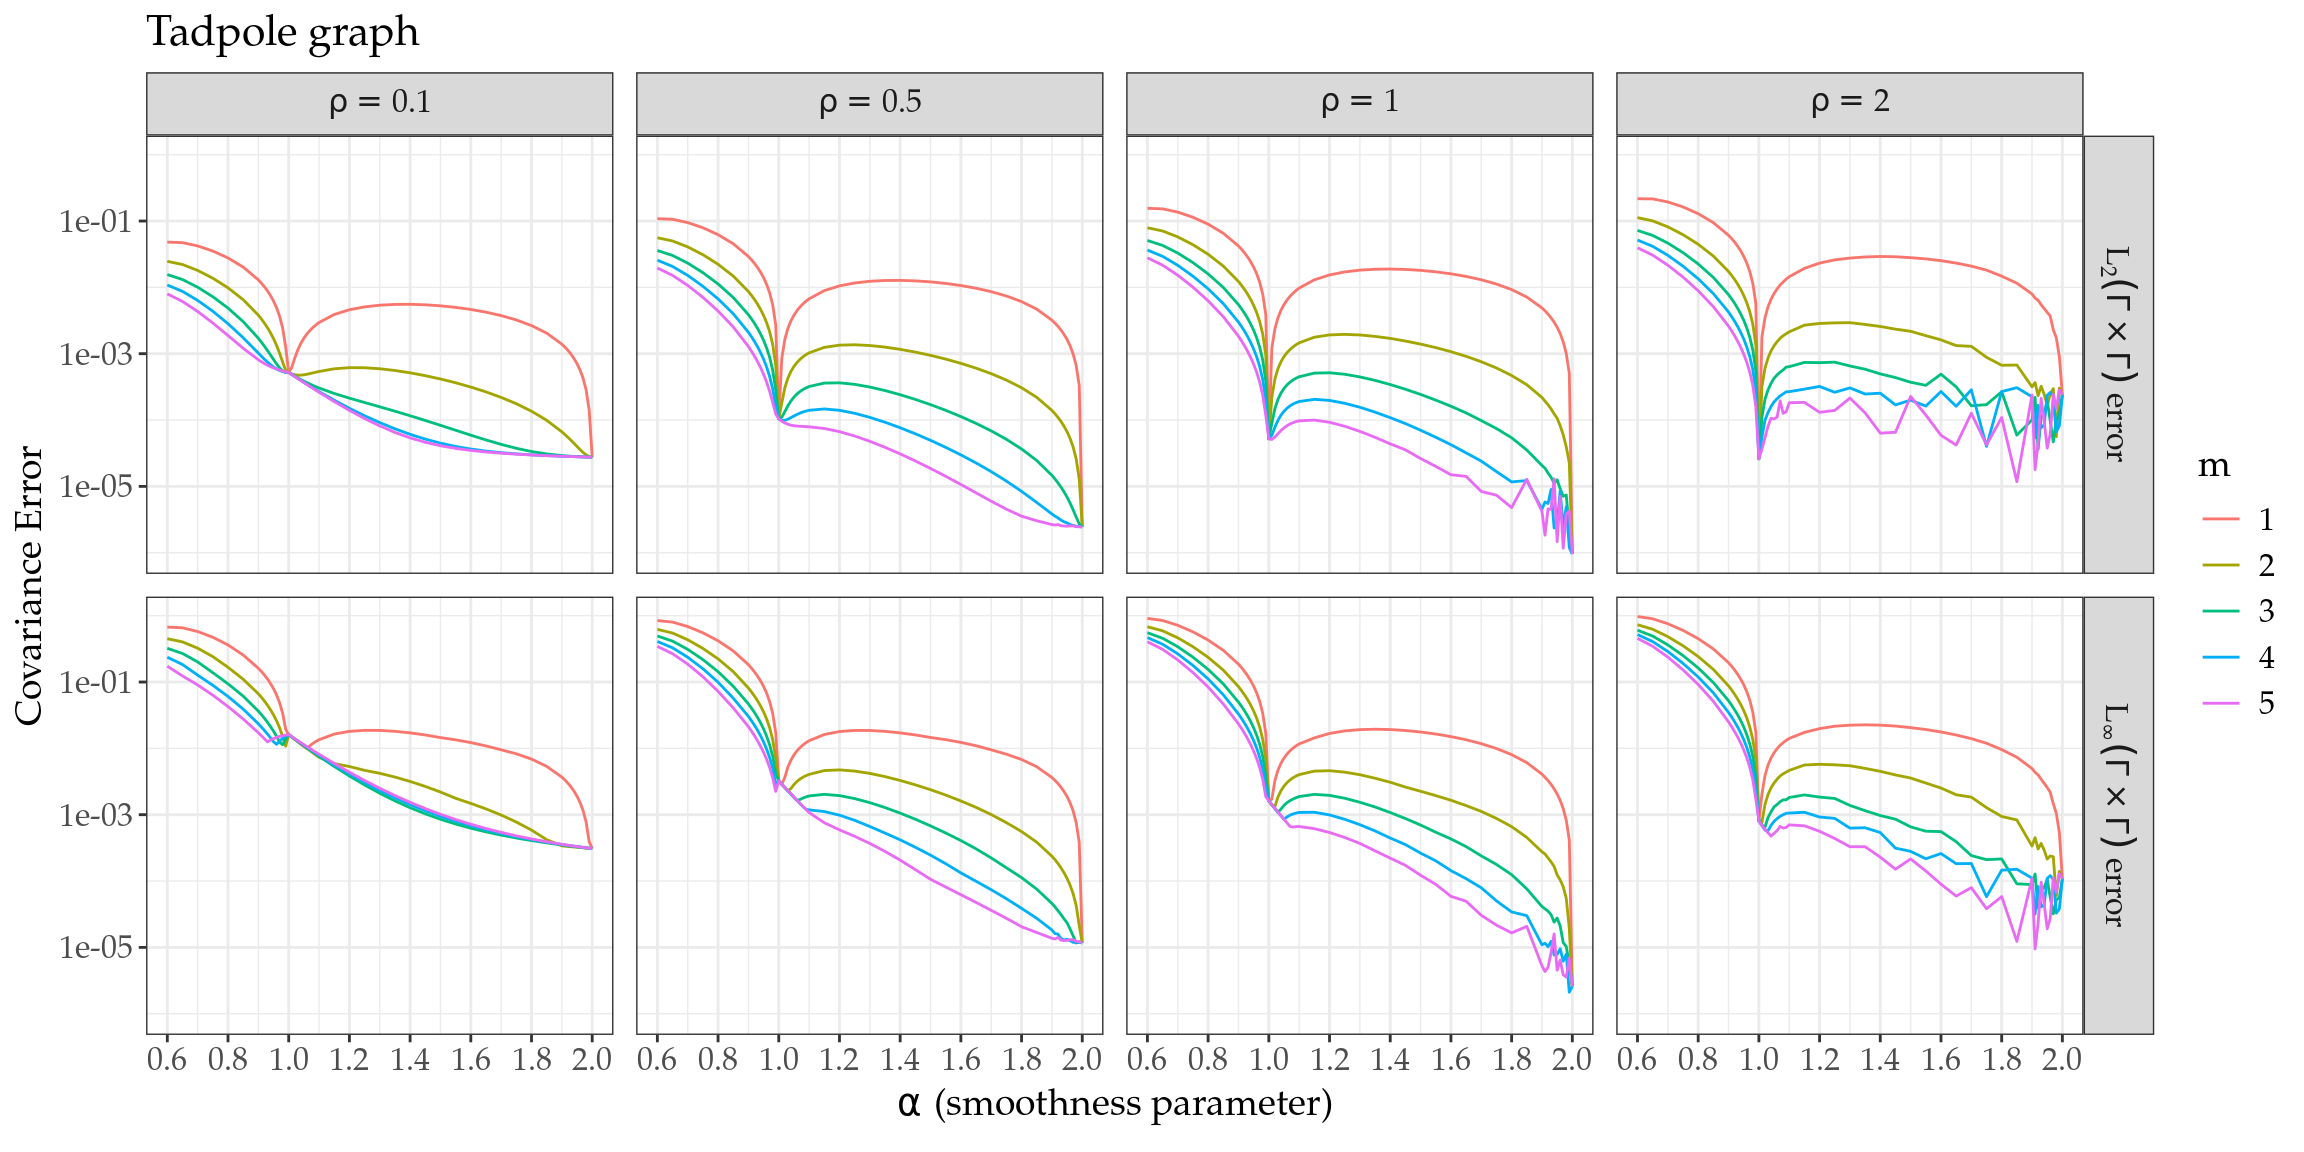 Tadpole graph
ρ = 0.1
ρ = 0.5
ρ = 1
ρ = 2
1e-01
1e-03
1e-05
L₂(Γ × Γ) error
1e-01
1e-03
1e-05
L∞(Γ × Γ) error
Covariance Error
0.6 0.8 1.0 1.2 1.4 1.6 1.8 2.0
0.6 0.8 1.0 1.2 1.4 1.6 1.8 2.0
0.6 0.8 1.0 1.2 1.4 1.6 1.8 2.0
0.6 0.8 1.0 1.2 1.4 1.6 1.8 2.0
α (smoothness parameter)
m
1
2
3
4
5